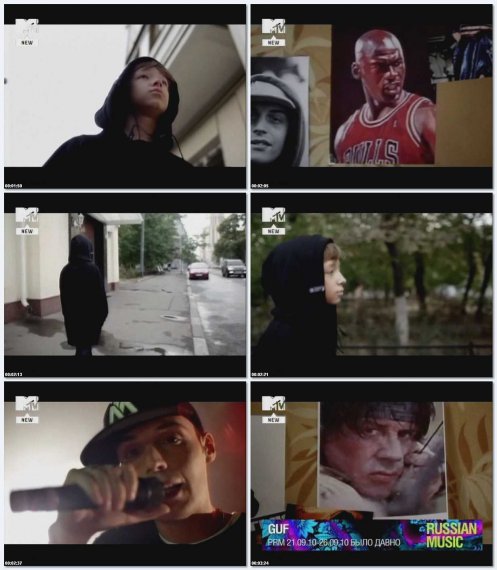 MTV
NEW
00:01:50
MTV
NEW
BULLS
00:02:05
MTV
NEW
00:02:13
MTV
NEW
00:02:21
MTV
NEW
M
00:02:37
MTV
NEW
GUF
PRM 21.09.10-26.09.10 БЫЛО ДАВНО
RUSSIAN
MUSIC
00:03:24